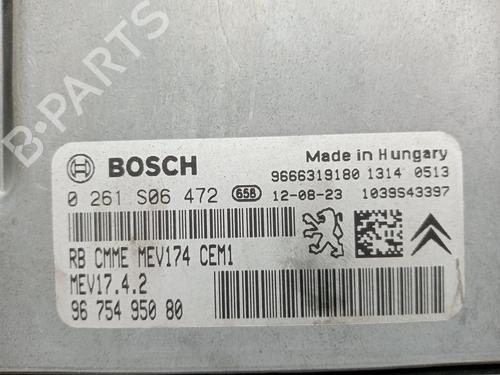 B-PARTS
BOSCH
Made in Hungary
9666319180 1314 0513
0 261 S06 472 65B 12-08-23 1039S43397
RB CMME MEV174 CEM1
MEV17.4.2
96 754 950 80